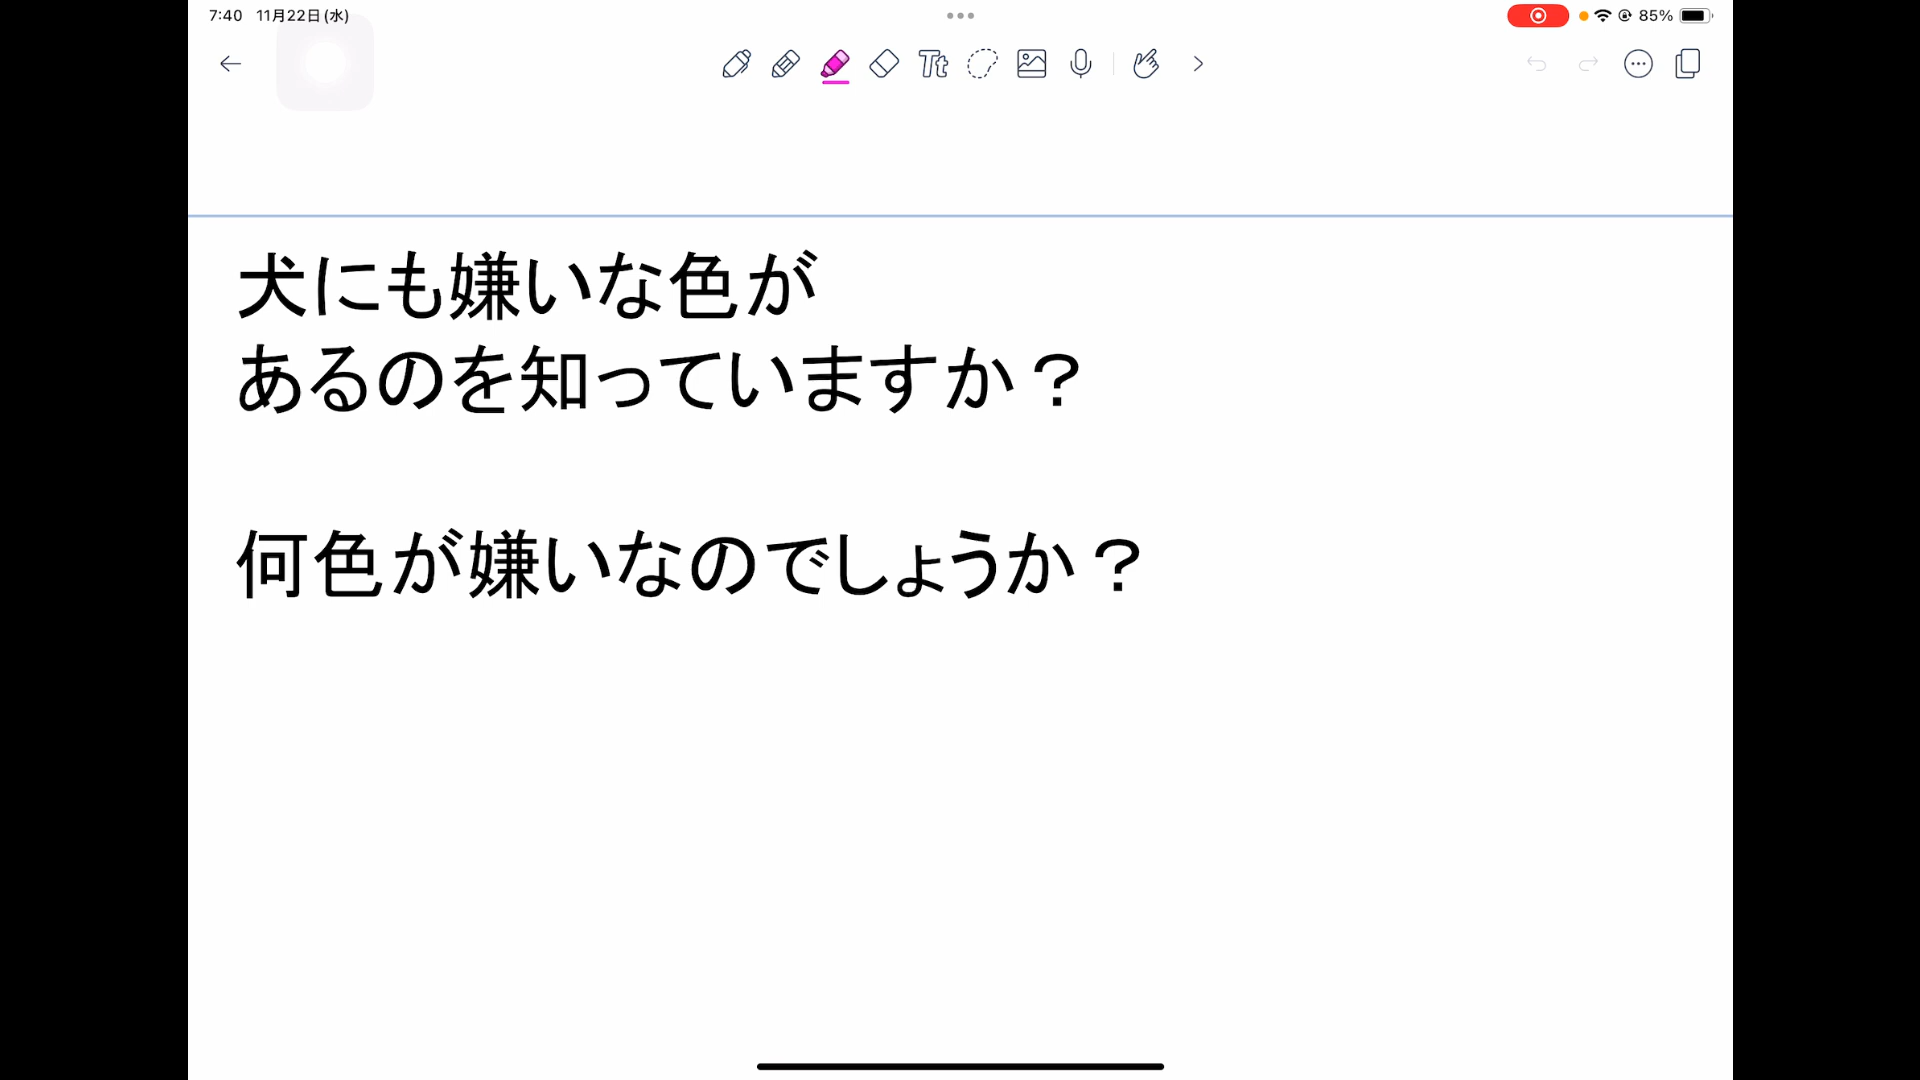 7:40 11月22日(水)
85%
Tt
犬にも嫌いな色が
あるのを知っていますか？
何色が嫌いなのでしょうか？